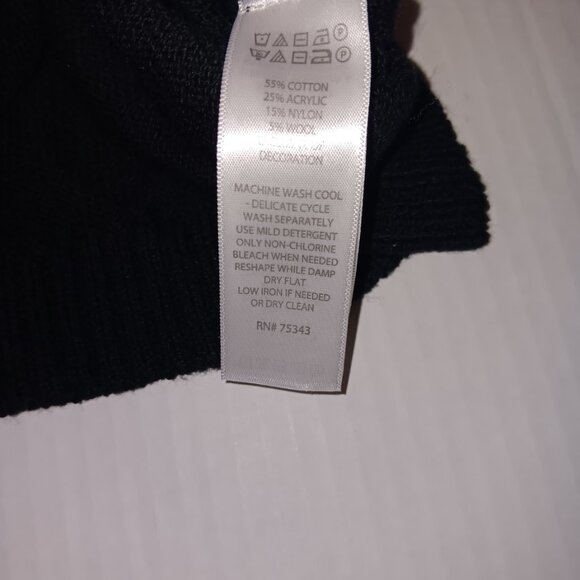 55% COTTON
25% ACRYLIC
15% NYLON
5% WOOL
DECORATION
MACHINE WASH COOL
- DELICATE CYCLE
WASH SEPARATELY
USE MILD DETERGENT
ONLY NON-CHLORINE
BLEACH WHEN NEEDED
RESHAPE WHILE DAMP
DRY FLAT
LOW IRON IF NEEDED
OR DRY CLEAN
RN# 75343